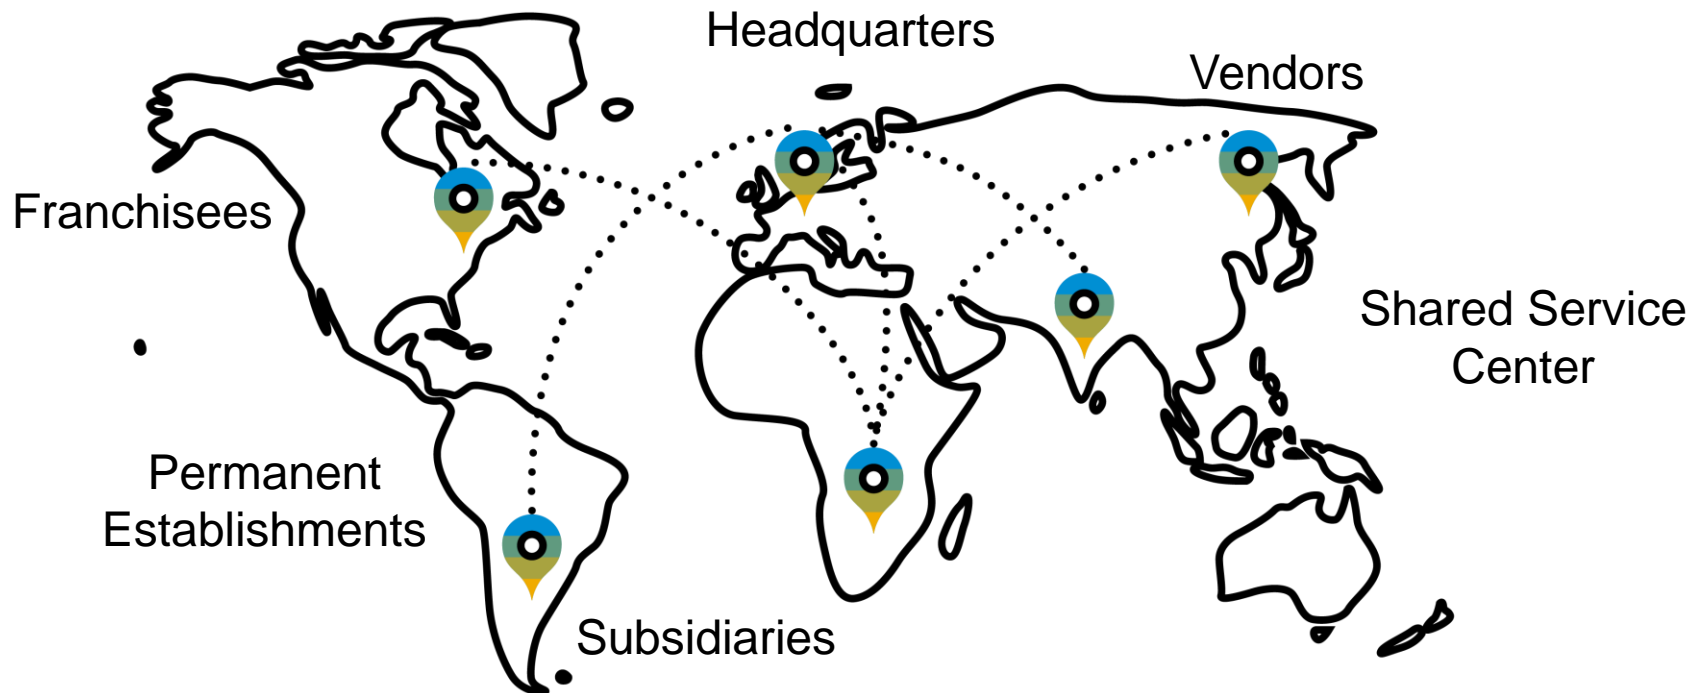 Headquarters
Vendors
Franchisees
Shared Service
Center
Permanent
Establishments
Subsidiaries